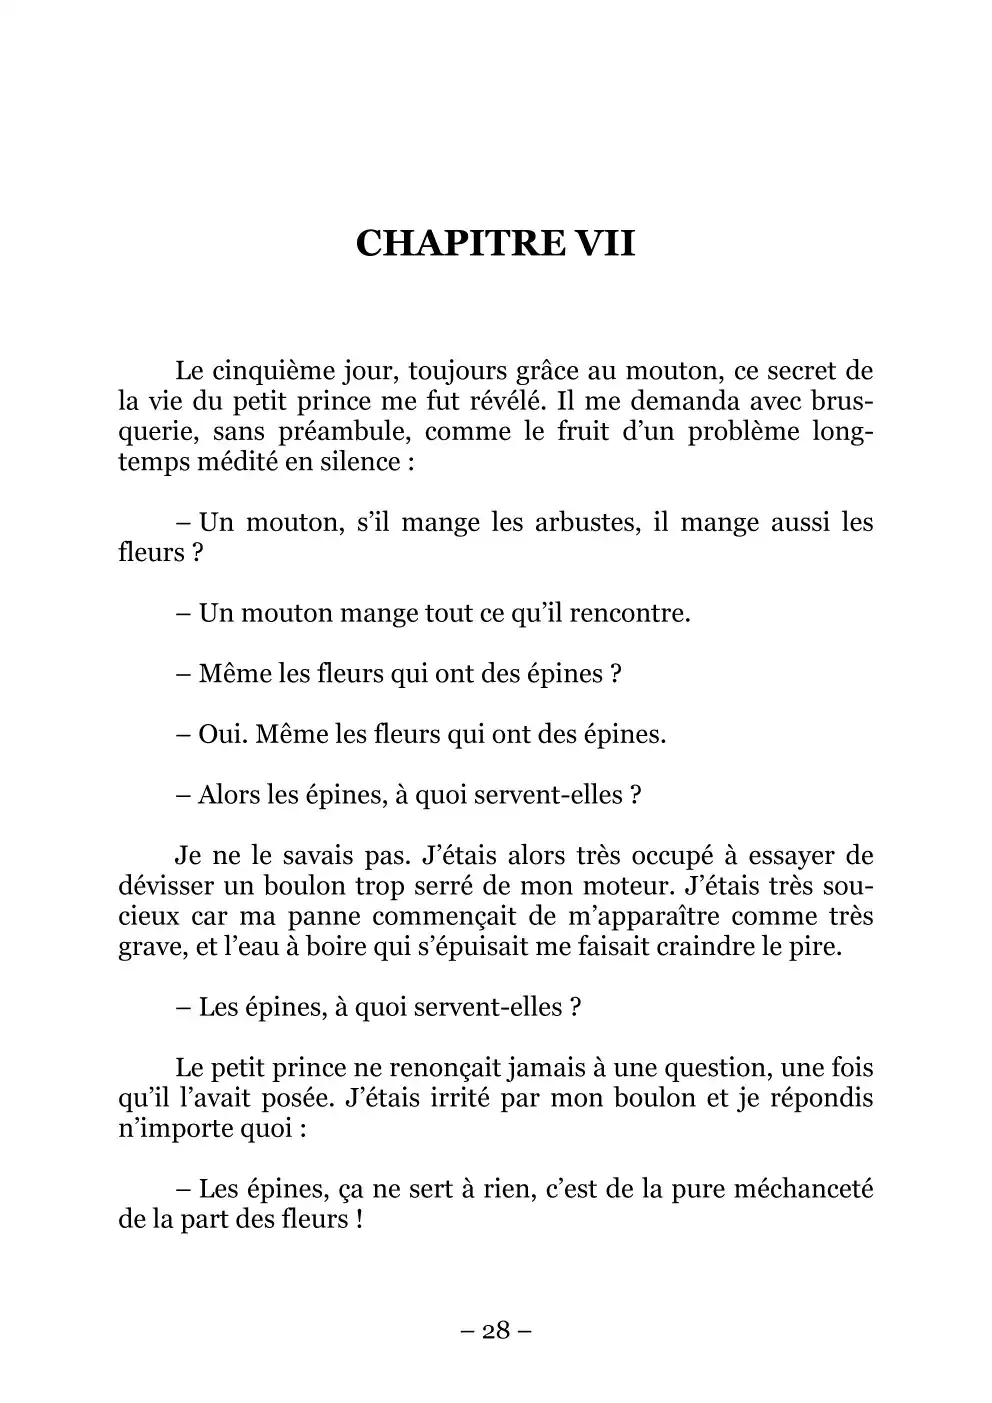 CHAPITRE VII
Le cinquième jour, toujours grâce au mouton, ce secret de
la vie du petit prince me fut révélé. Il me demanda avec brus-
querie, sans préambule, comme le fruit d’un problème long-
temps médité en silence :
– Un mouton, s’il mange les arbustes, il mange aussi les
fleurs ?
– Un mouton mange tout ce qu’il rencontre.
– Même les fleurs qui ont des épines ?
– Oui. Même les fleurs qui ont des épines.
– Alors les épines, à quoi servent-elles ?
Je ne le savais pas. J’étais alors très occupé à essayer de
dévisser un boulon trop serré de mon moteur. J’étais très sou-
cieux car ma panne commençait de m’apparaître comme très
grave, et l’eau à boire qui s’épuisait me faisait craindre le pire.
– Les épines, à quoi servent-elles ?
Le petit prince ne renonçait jamais à une question, une fois
qu’il l’avait posée. J’étais irrité par mon boulon et je répondis
n’importe quoi :
– Les épines, ça ne sert à rien, c’est de la pure méchanceté
de la part des fleurs !
– 28 –